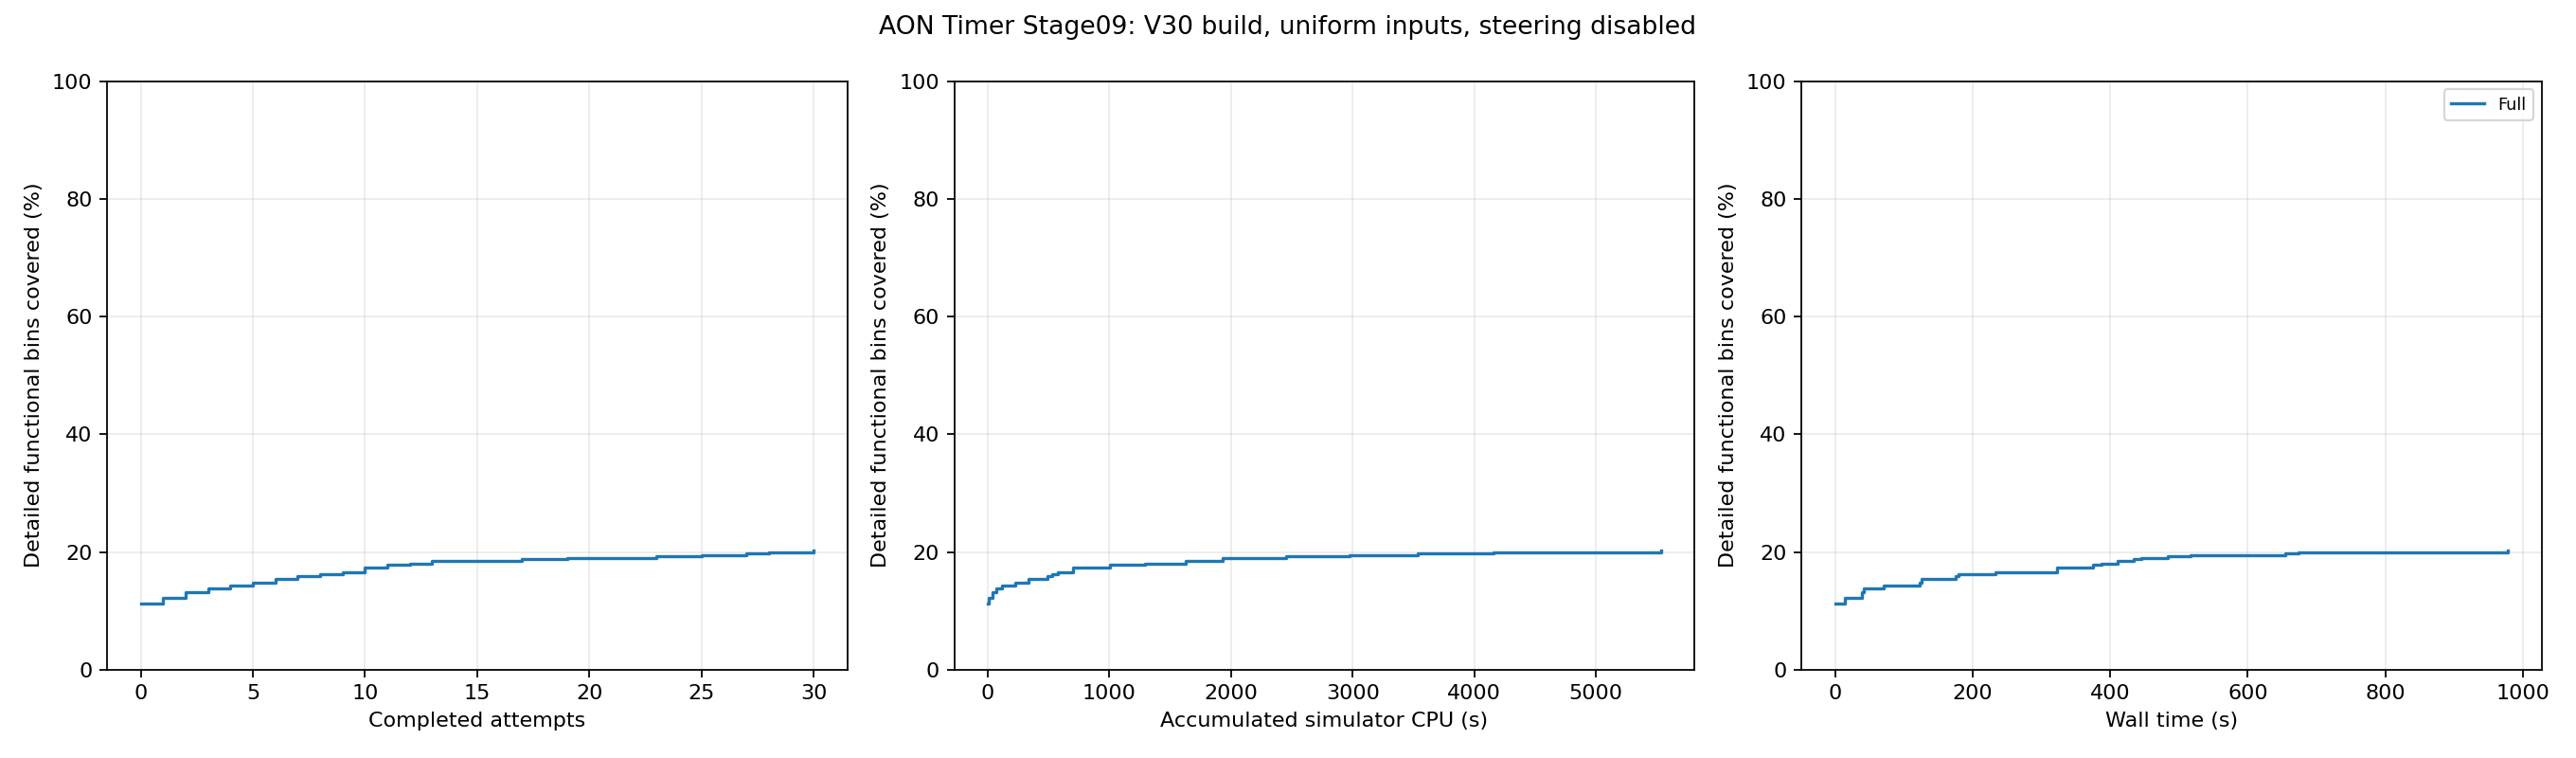 AON Timer Stage09: V30 build, uniform inputs, steering disabled
Detailed functional bins covered (%)
100
80
60
40
20
0
0 5 10 15 20 25 30
Completed attempts
Detailed functional bins covered (%)
100
80
60
40
20
0
0 1000 2000 3000 4000 5000
Accumulated simulator CPU (s)
Detailed functional bins covered (%)
100
80
60
40
20
0
0 200 400 600 800 1000
Wall time (s)
Full